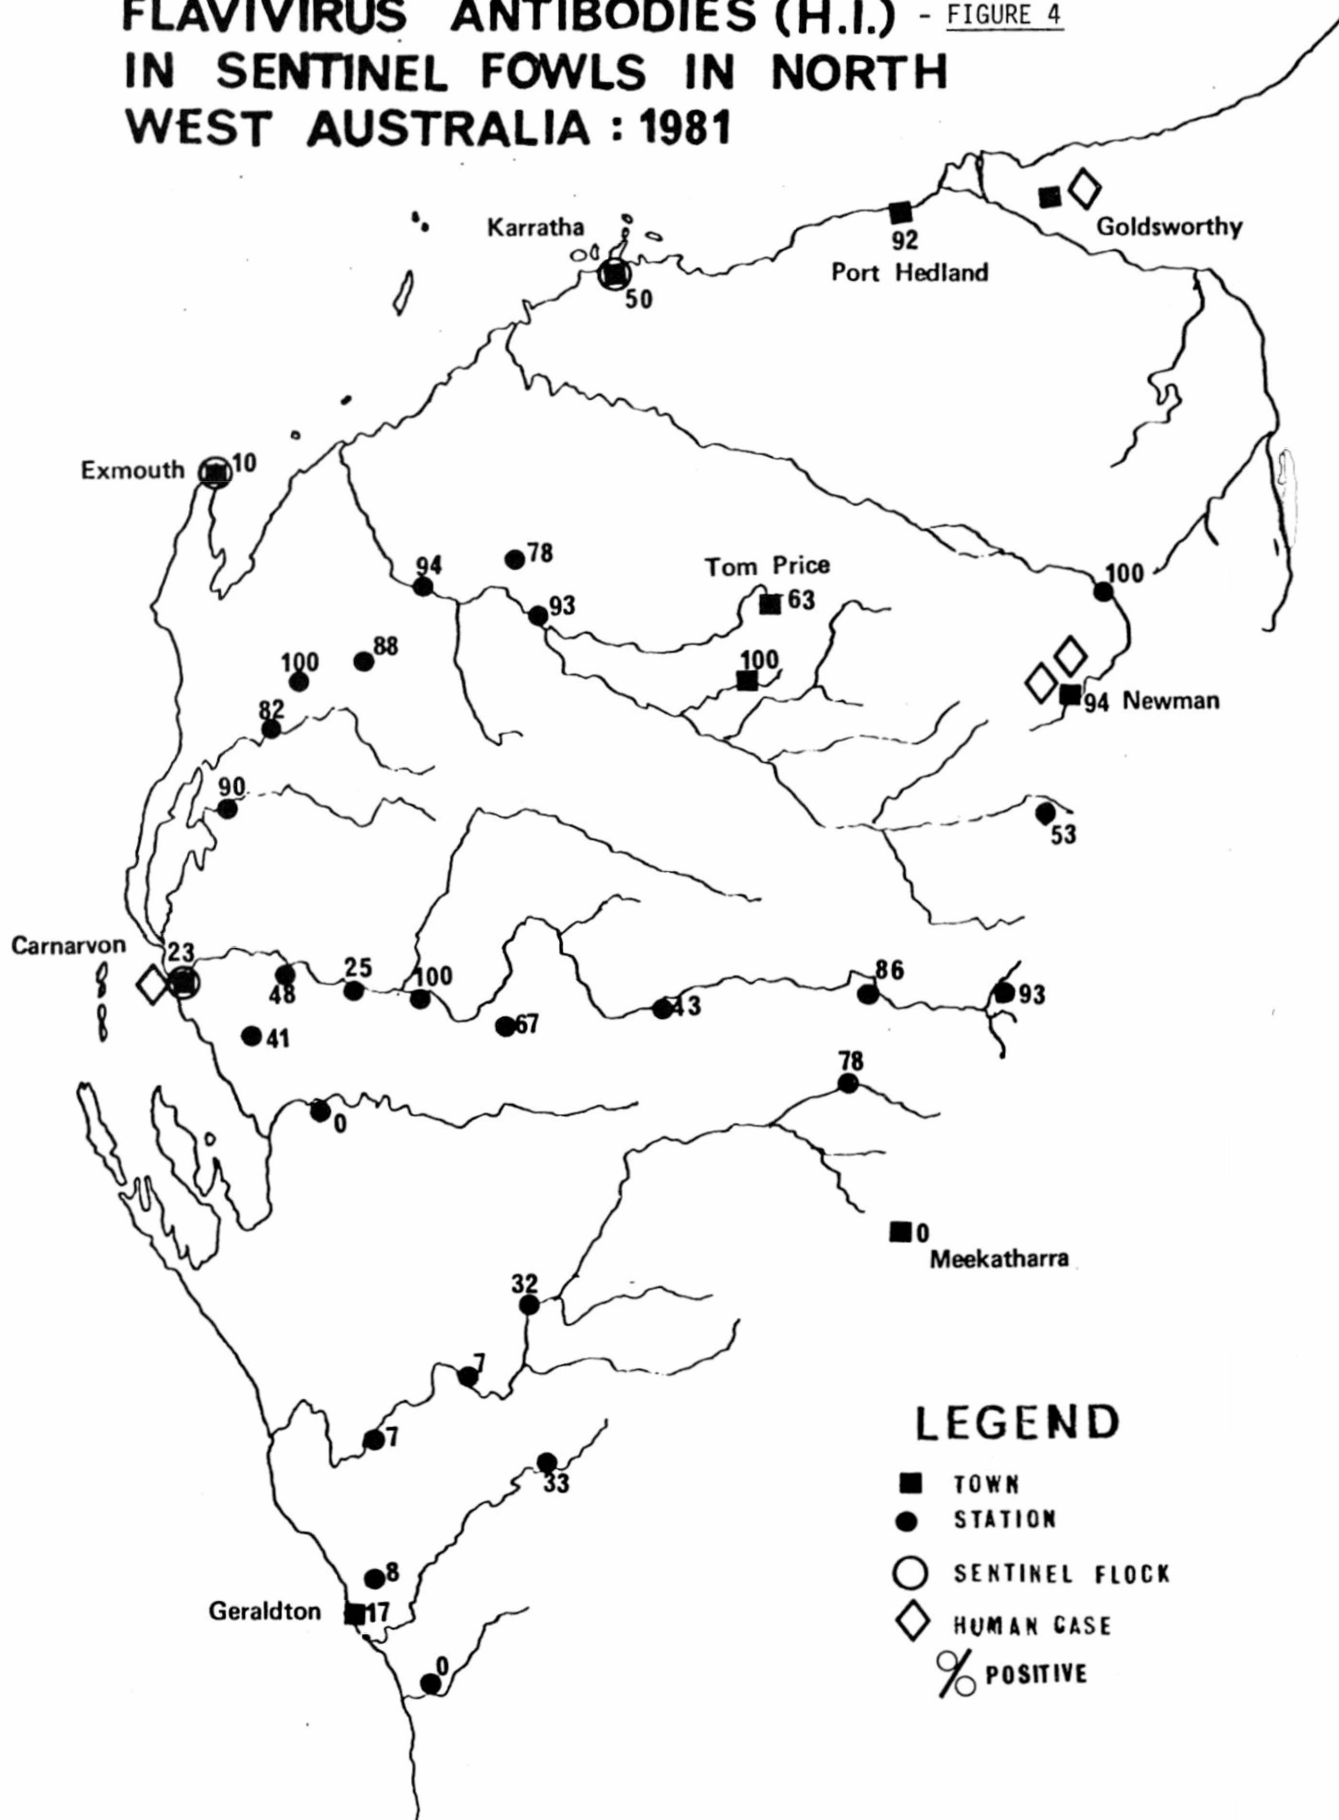 FLAVIVIRUS ANTIBODIES (H.I.) - FIGURE 4
IN SENTINEL FOWLS IN NORTH
WEST AUSTRALIA : 1981
Karratha
50
92
Port Hedland
Goldsworthy
Exmouth
10
94
78
93
Tom Price
63
100
100
94 Newman
88
100
82
90
53
Carnarvon
23
48
25
100
67
43
86
93
41
0
78
0
Meekatharra
32
7
7
33
8
Geraldton
17
0
LEGEND
TOWN
STATION
SENTINEL FLOCK
HUMAN CASE
% POSITIVE